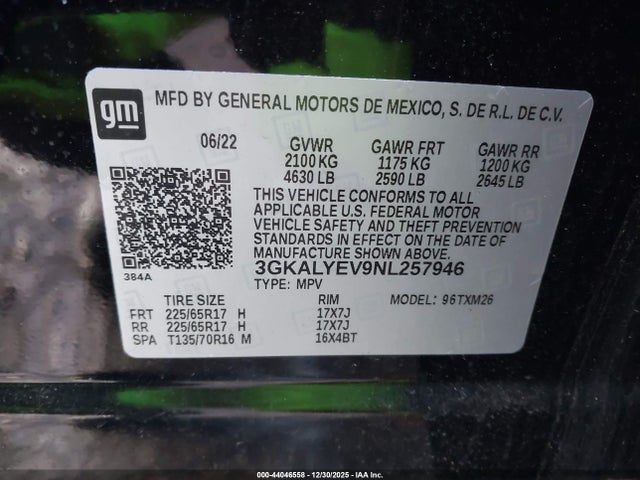 gm
MFD BY GENERAL MOTORS DE MEXICO, S. DE R.L. DE C.V.
06/22 GVWR GAWR FRT GAWR RR
2100 KG 1175 KG 1200 KG
4630 LB 2590 LB 2645 LB
THIS VEHICLE CONFORMS TO ALL
APPLICABLE U.S. FEDERAL MOTOR
VEHICLE SAFETY AND THEFT PREVENTION
STANDARDS IN EFFECT ON THE DATE
OF MANUFACTURE SHOWN ABOVE.
384A 3GKALYEV9NL257946
TYPE: MPV
TIRE SIZE RIM MODEL: 96TXM26
FRT 225/65R17 H 17X7J
RR 225/65R17 H 17X7J
SPA T135/70R16 M 16X4BT
000-44046558 - 12/30/2025 - IAA Inc.